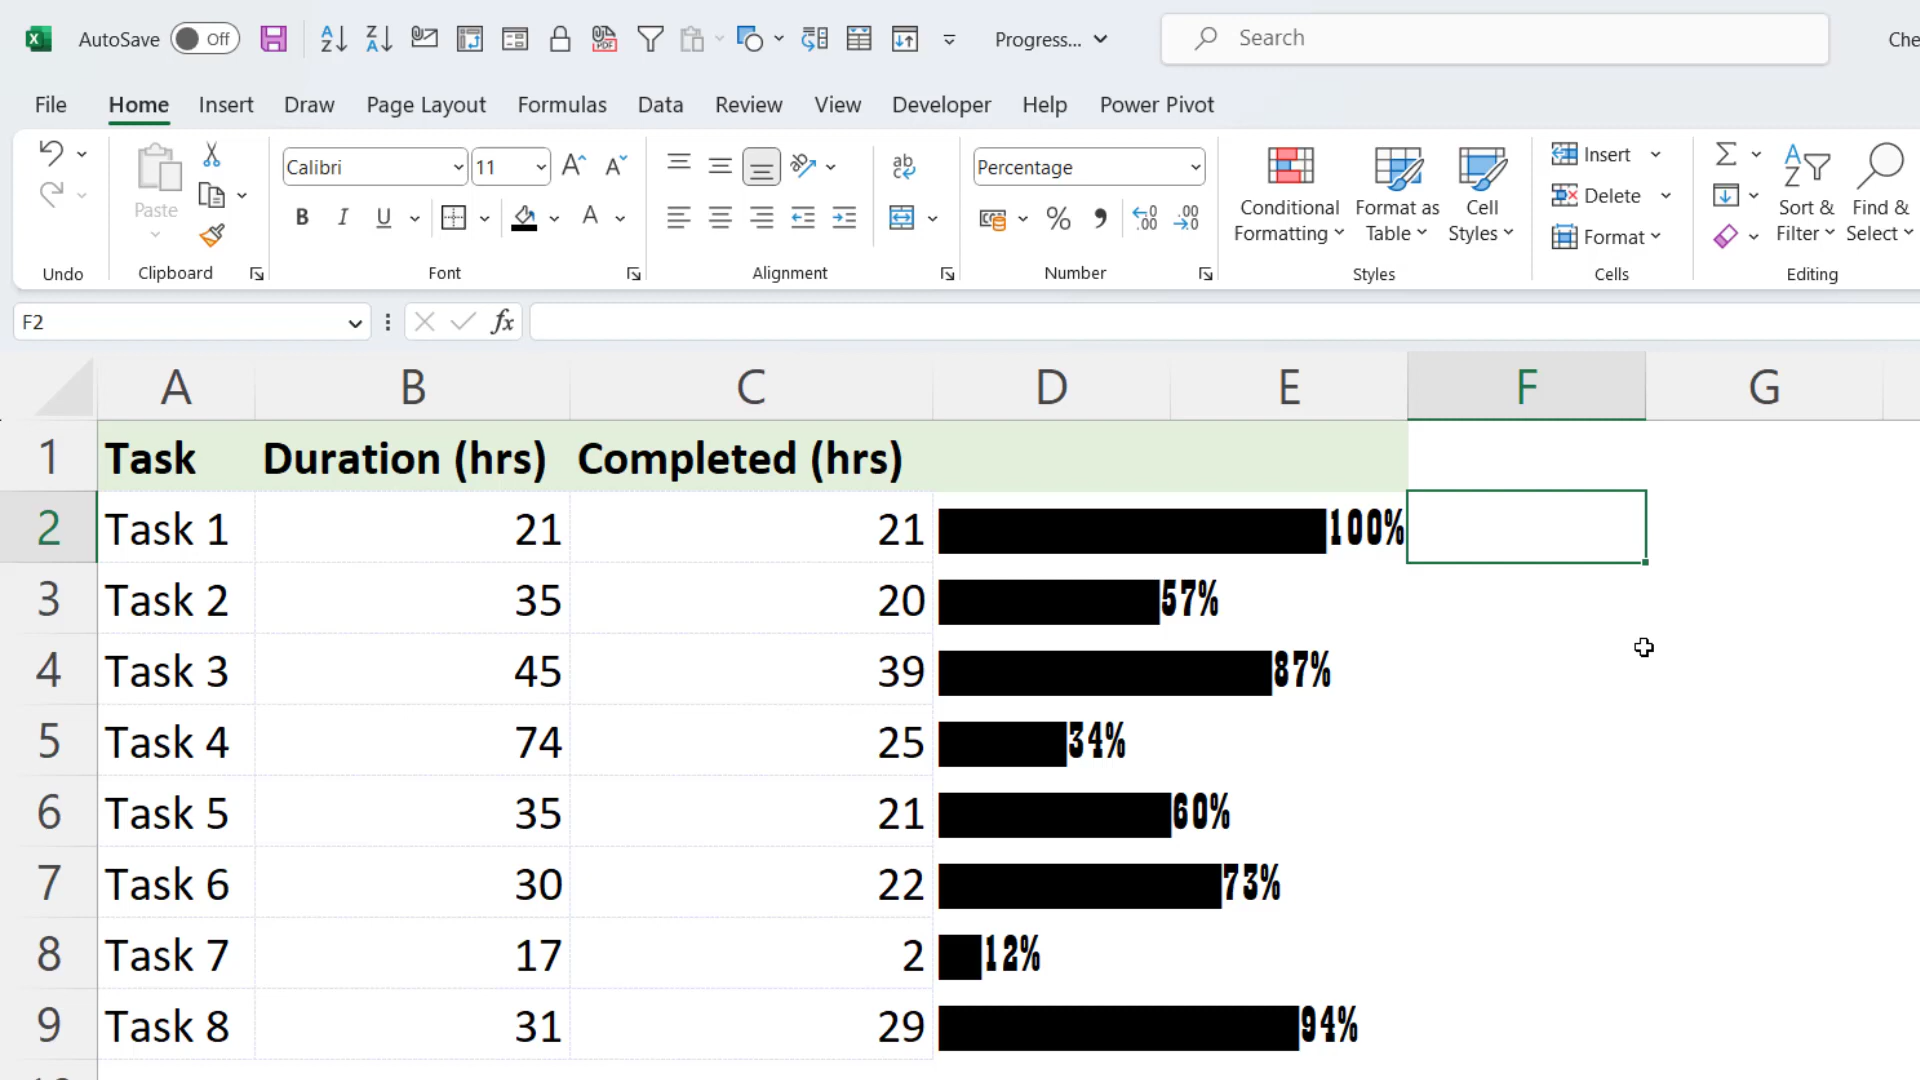 AutoSave Off Progress... Search Che
File Home Insert Draw Page Layout Formulas Data Review View Developer Help Power Pivot
Calibri 11 Percentage
Paste
B I U A
Conditional Formatting
Format as Table
Cell Styles
Insert
Delete
Format
Sort & Filter
Find & Select
Undo Clipboard Font Alignment Number Styles Cells Editing
F2 fx
A B C D E F G
1 Task Duration (hrs) Completed (hrs)
2 Task 1 21 21 100%
3 Task 2 35 20 57%
4 Task 3 45 39 87%
5 Task 4 74 25 34%
6 Task 5 35 21 60%
7 Task 6 30 22 73%
8 Task 7 17 2 12%
9 Task 8 31 29 94%